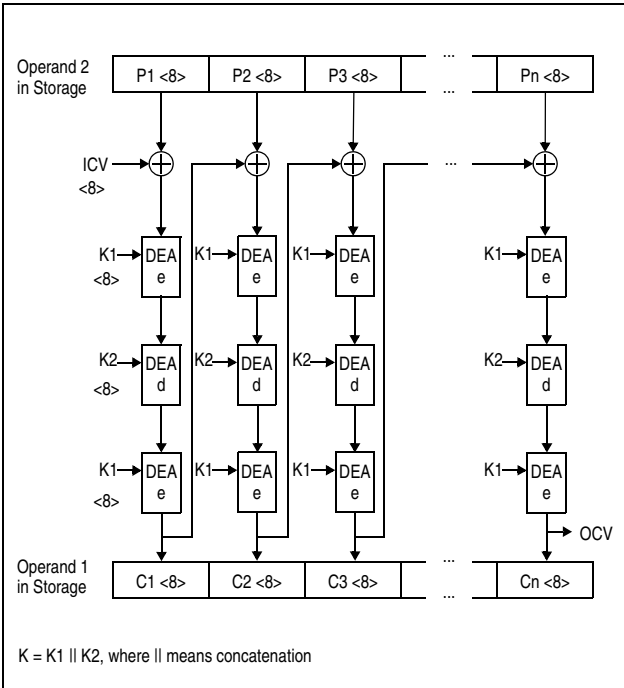 Operand 2
in Storage
P1 <8> P2 <8> P3 <8> ... ... Pn <8>
ICV
<8>
...
K1 DEA e K1 DEA e K1 DEA e K1 DEA e
<8>
K2 DEA d K2 DEA d K2 DEA d K2 DEA d
<8>
K1 DEA e K1 DEA e K1 DEA e K1 DEA e
<8>
OCV
Operand 1
in Storage
C1 <8> C2 <8> C3 <8> ... ... Cn <8>
K = K1 || K2, where || means concatenation